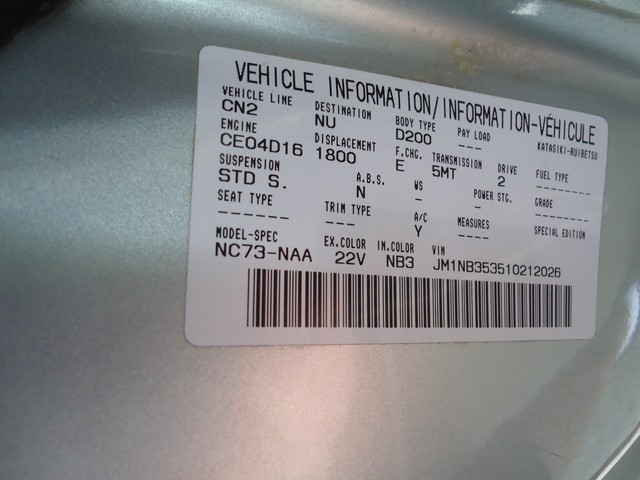 VEHICLE INFORMATION/INFORMATION-VÉHICULE
VEHICLE LINE DESTINATION BODY TYPE PAY LOAD KATASIKI-RUIBETSU
CN2 NU D200 ---
ENGINE DISPLACEMENT F.CHG. TRANSMISSION DRIVE FUEL TYPE
CE04D16 1800 E 5MT 2 --------
SUSPENSION A.B.S. WS POWER STG. GRADE
STD S. N - - --------
SEAT TYPE TRIM TYPE A/C MEASURES SPECIAL EDITION
------- --- Y ---
MODEL-SPEC EX.COLOR IN.COLOR VIN
NC73-NAA 22V NB3 JM1NB353510212026